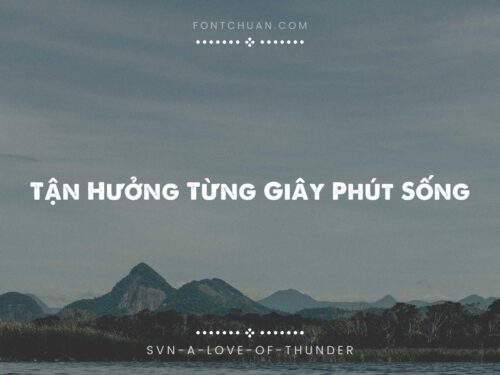 FONTCHUAN.COM
Tận Hưởng Từng Giây Phút Sống
SVN-A-LOVE-OF-THUNDER